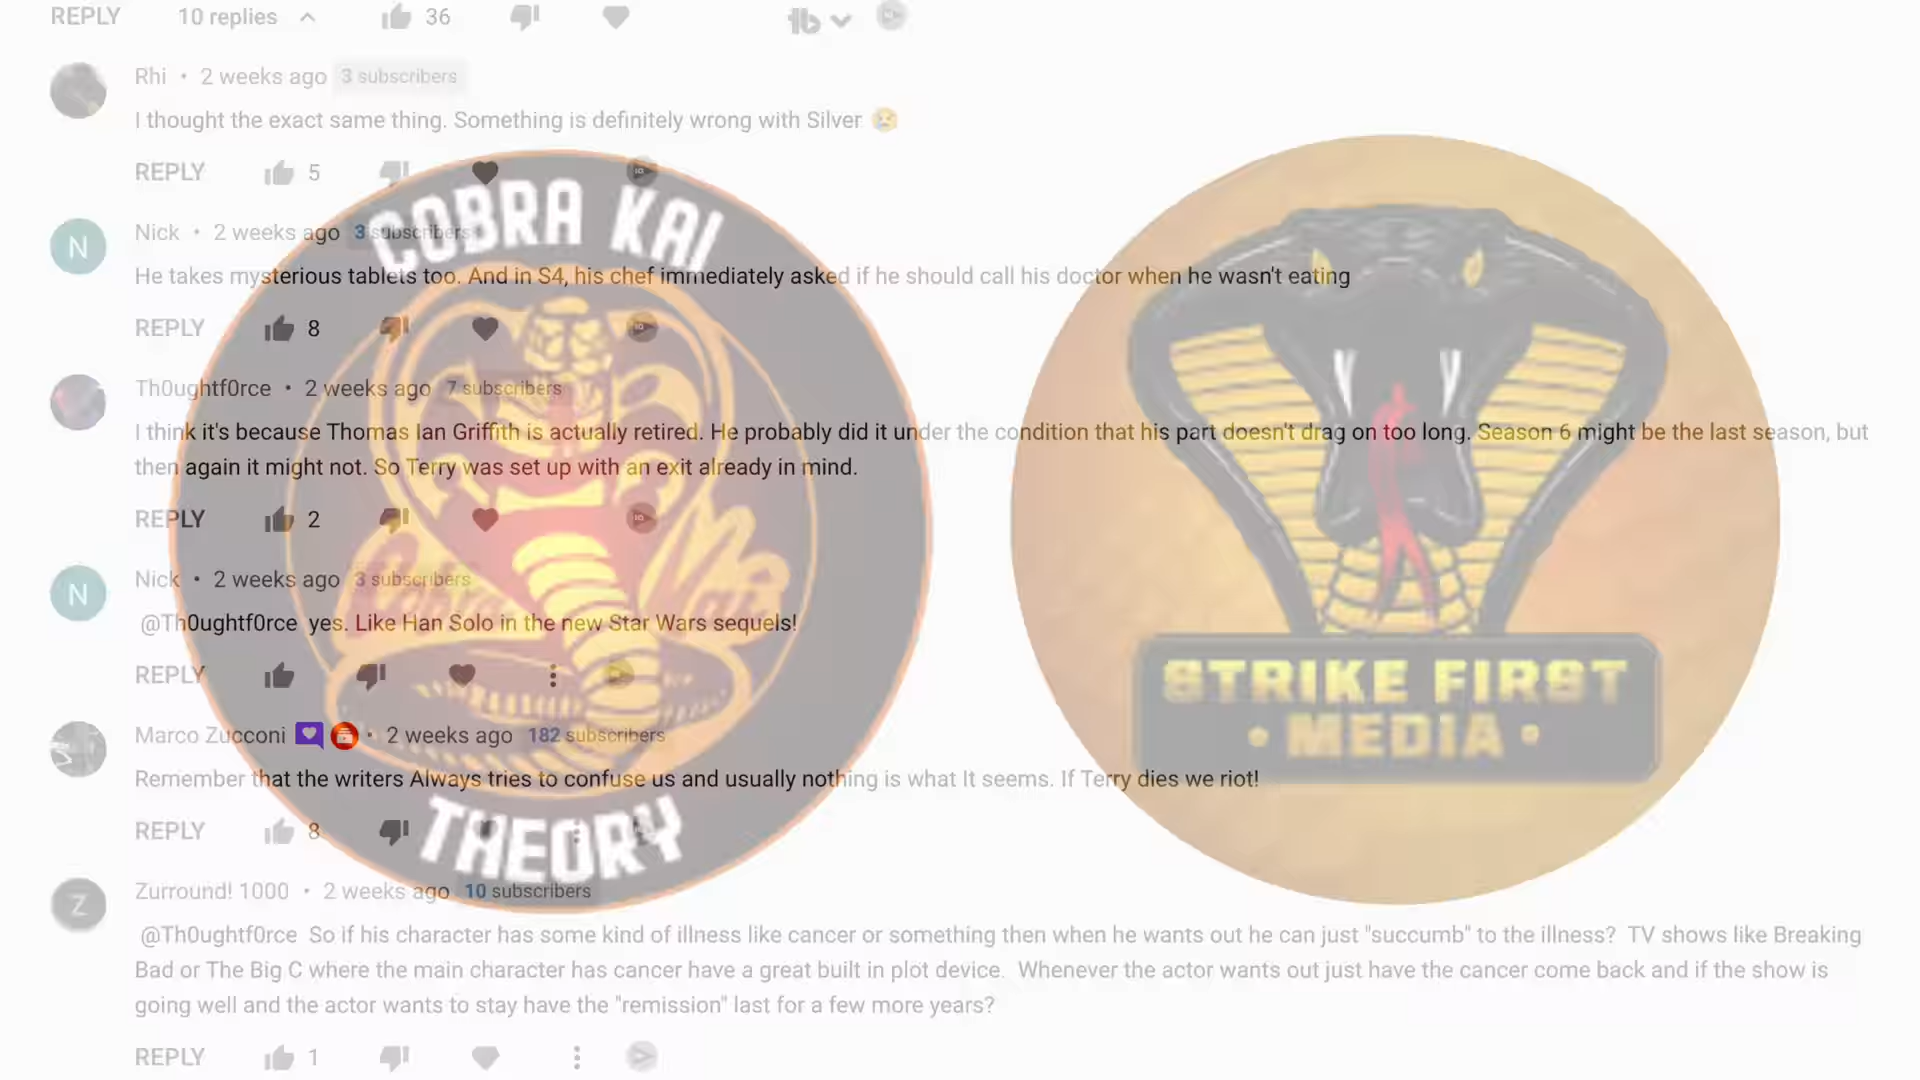 REPLY 10 replies 36
Rhi • 2 weeks ago 3 subscribers
I thought the exact same thing. Something is definitely wrong with Silver
REPLY 5
COBRA KAI
N Nick • 2 weeks ago 3 subscribers
He takes mysterious tablets too. And in S4, his chef immediately asked if he should call his doctor when he wasn't eating
REPLY 8
Th0ughtf0rce • 2 weeks ago 7 subscribers
I think it's because Thomas Ian Griffith is actually retired. He probably did it under the condition that his part doesn't drag on too long. Season 6 might be the last season, but
then again it might not. So Terry was set up with an exit already in mind.
REPLY 2
N Nick • 2 weeks ago 3 subscribers
@Th0ughtf0rce yes. Like Han Solo in the new Star Wars sequels!
REPLY
STRIKE FIRST
• MEDIA •
Marco Zucconi • 2 weeks ago 182 subscribers
Remember that the writers Always tries to confuse us and usually nothing is what It seems. If Terry dies we riot!
REPLY 8
THEORY
Z Zurround! 1000 • 2 weeks ago 10 subscribers
@Th0ughtf0rce So if his character has some kind of illness like cancer or something then when he wants out he can just "succumb" to the illness? TV shows like Breaking
Bad or The Big C where the main character has cancer have a great built in plot device. Whenever the actor wants out just have the cancer come back and if the show is
going well and the actor wants to stay have the "remission" last for a few more years?
REPLY 1